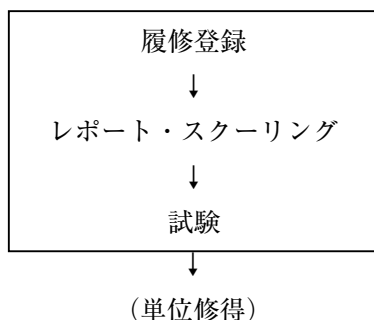 履修登録
↓
レポート・スクーリング
↓
試験
↓
（単位修得）